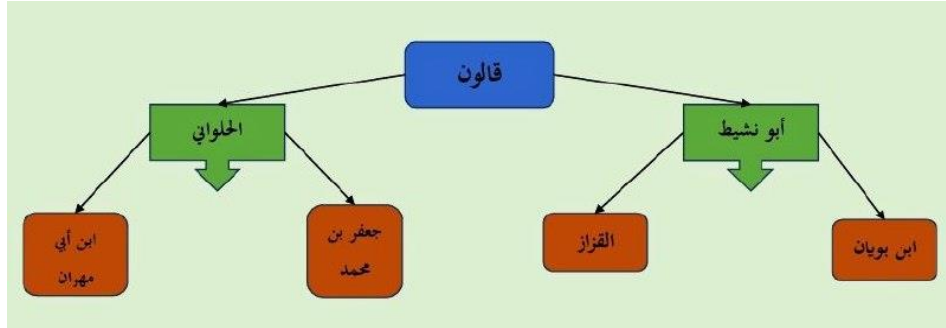 قالون
أبو نشيط
الحلواني
ابن بويان
القزاز
جعفر بن
محمد
ابن أبي
مهران